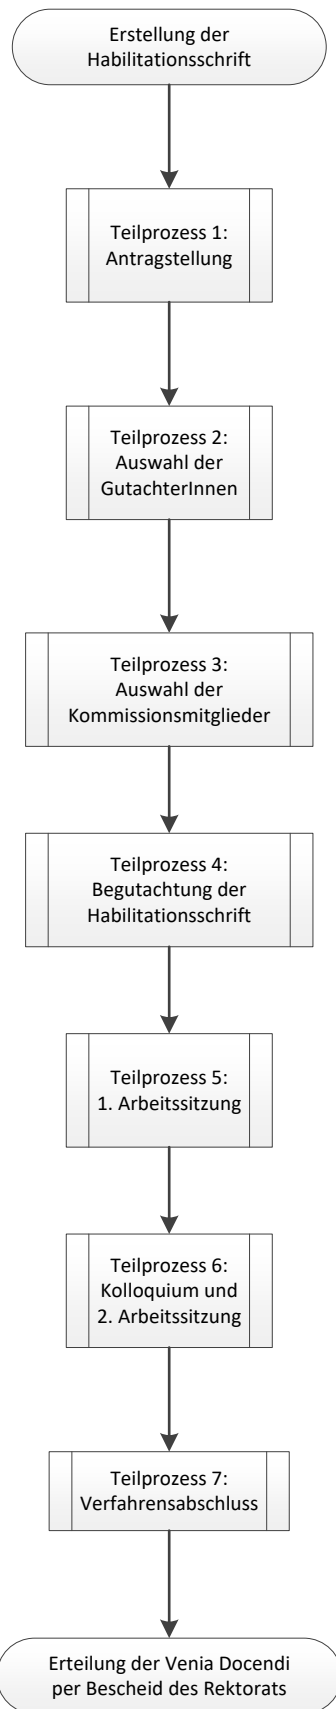 Erstellung der
Habilitationsschrift
Teilprozess 1:
Antragstellung
Teilprozess 2:
Auswahl der
GutachterInnen
Teilprozess 3:
Auswahl der
Kommissionsmitglieder
Teilprozess 4:
Begutachtung der
Habilitationsschrift
Teilprozess 5:
1. Arbeitssitzung
Teilprozess 6:
Kolloquium und
2. Arbeitssitzung
Teilprozess 7:
Verfahrensabschluss
Erteilung der Venia Docendi
per Bescheid des Rektorats